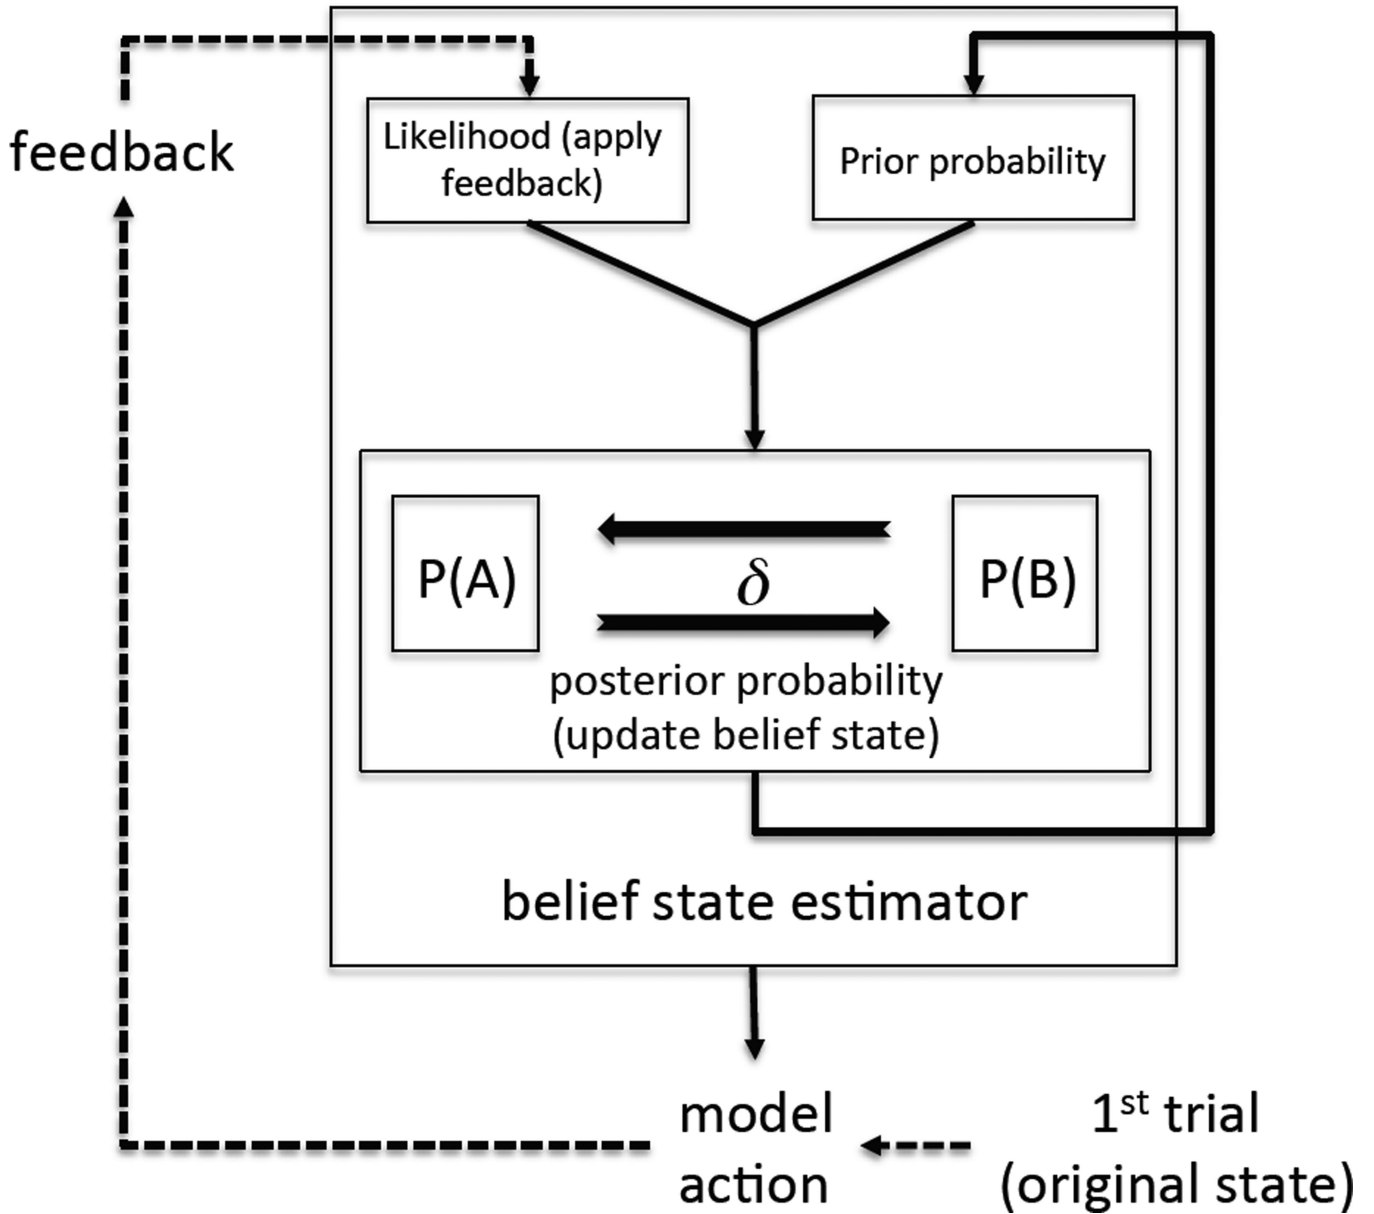 feedback
Likelihood (apply
feedback)
Prior probability
P(A)
δ
P(B)
posterior probability
(update belief state)
belief state estimator
model
action
1st trial
(original state)